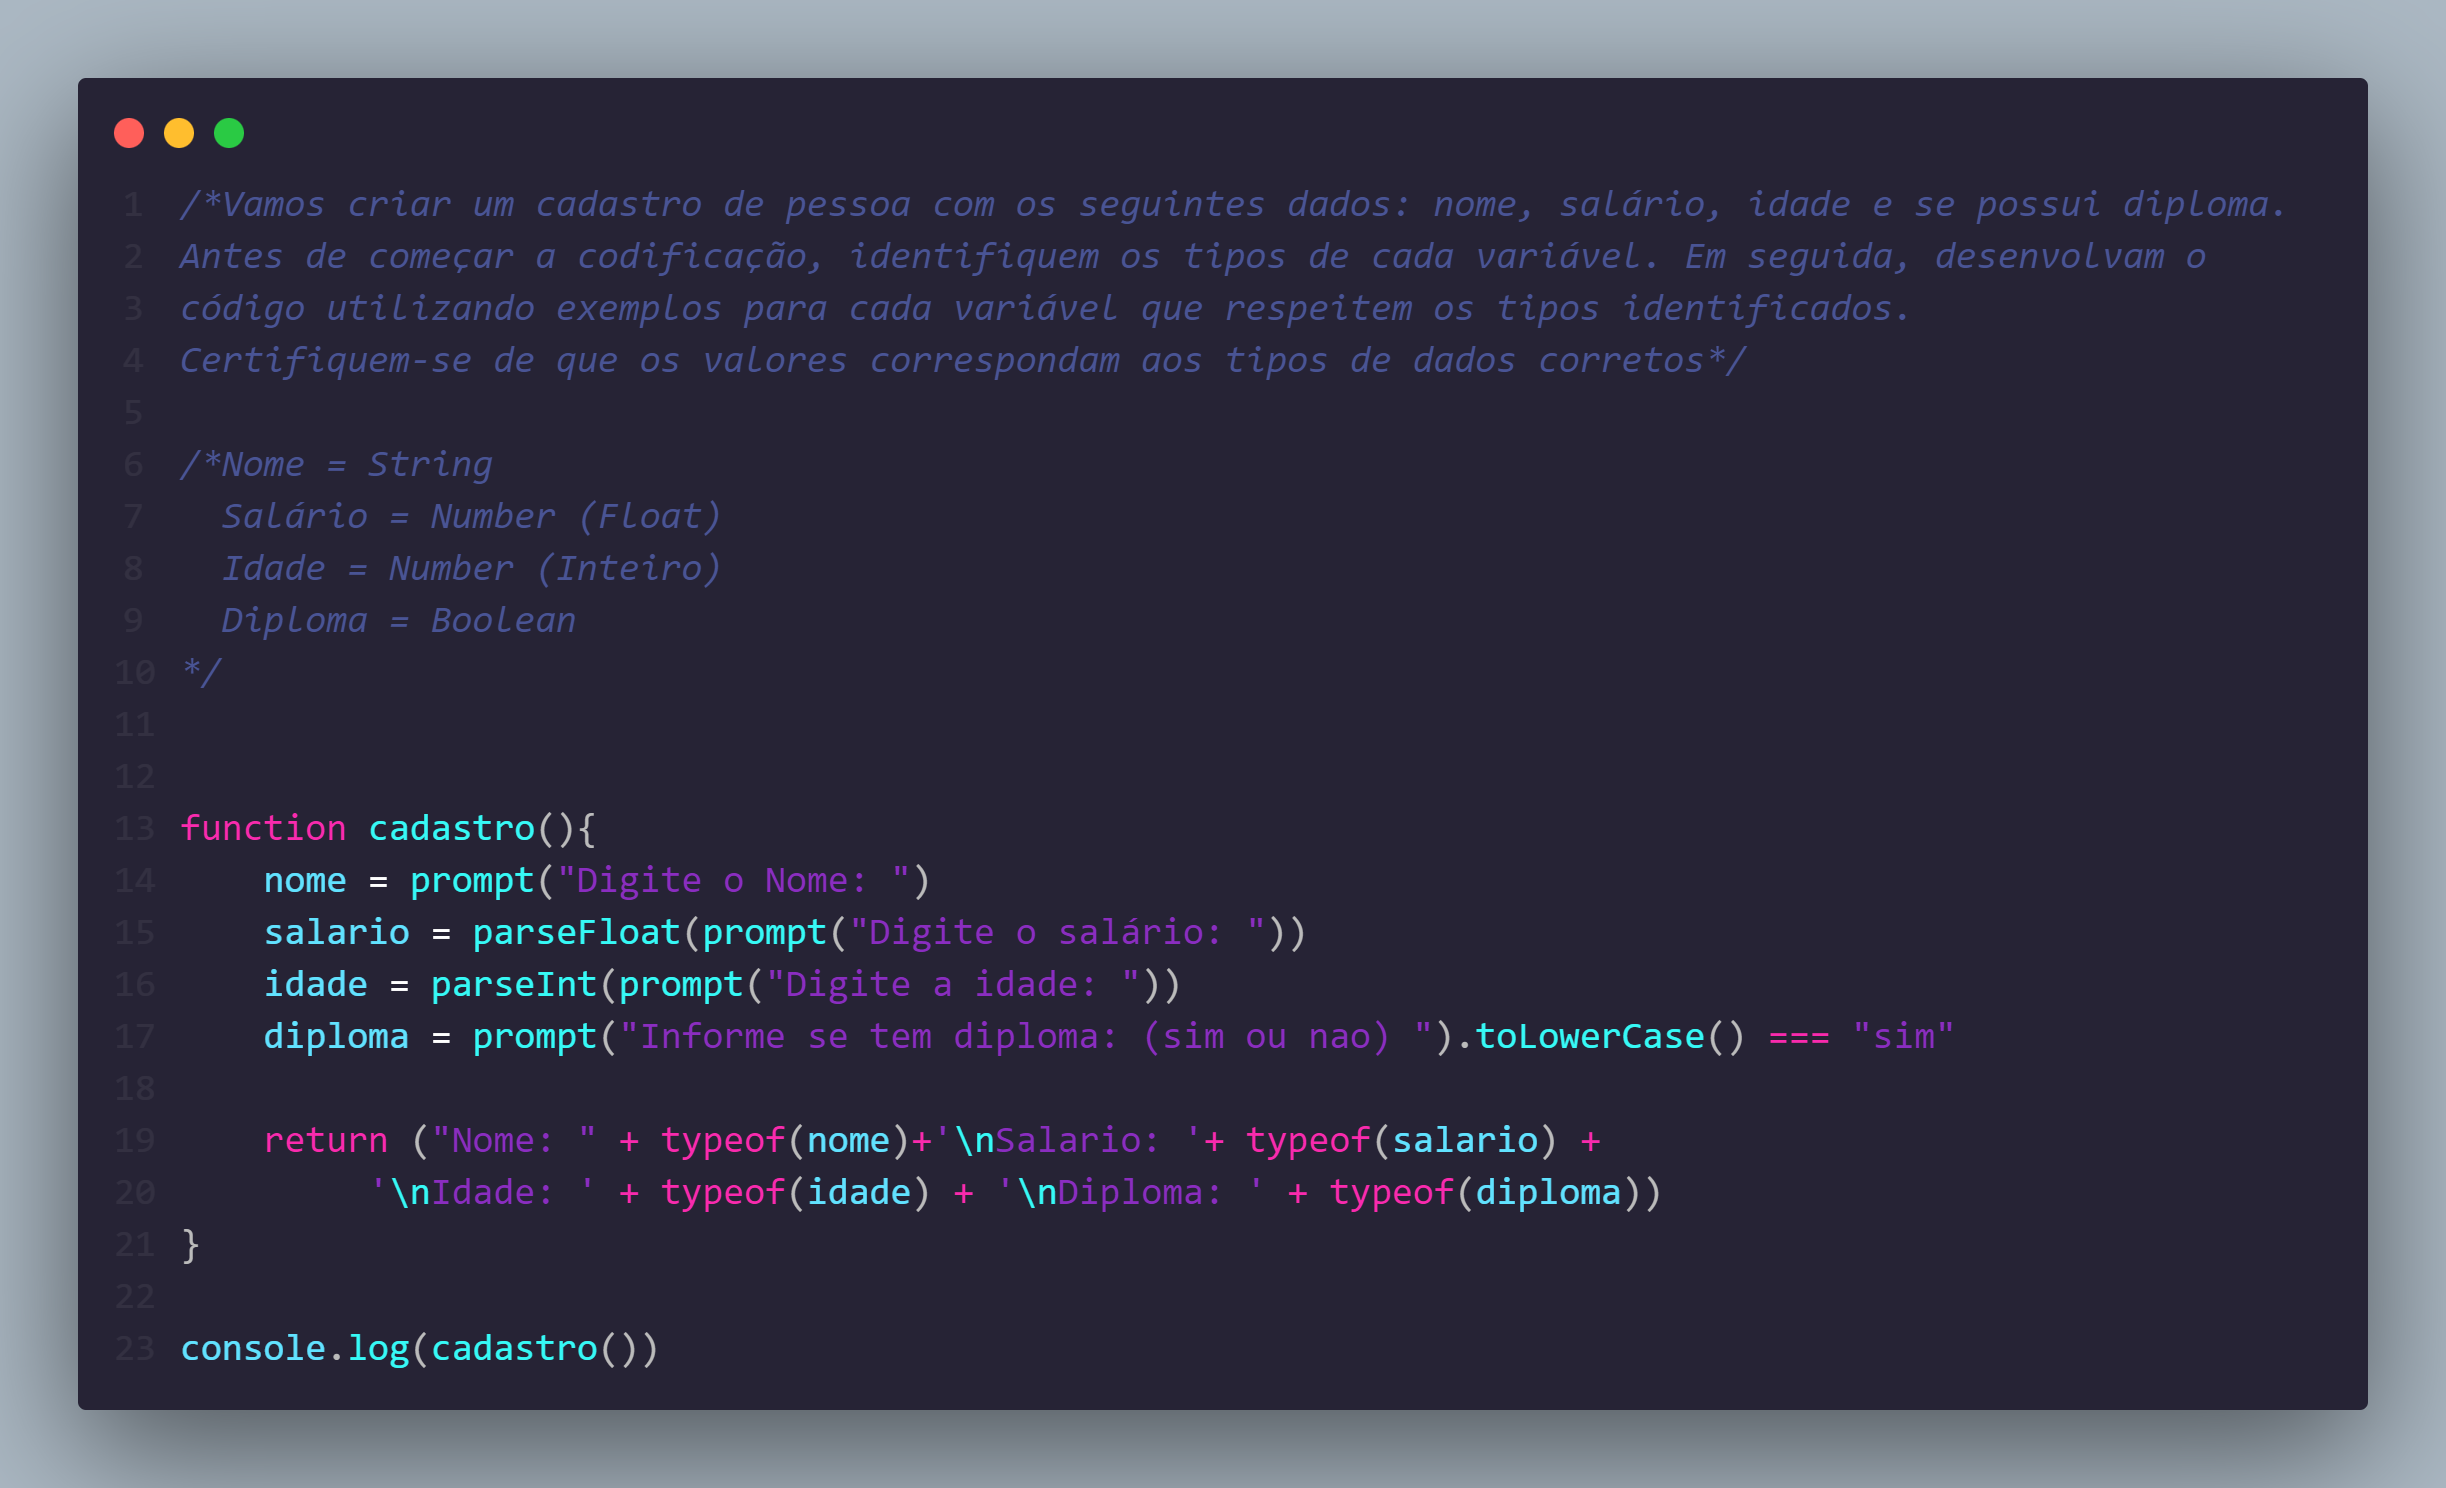 1 /*Vamos criar um cadastro de pessoa com os seguintes dados: nome, salário, idade e se possui diploma.
2 Antes de começar a codificação, identifiquem os tipos de cada variável. Em seguida, desenvolvam o
3 código utilizando exemplos para cada variável que respeitem os tipos identificados.
4 Certifiquem-se de que os valores correspondam aos tipos de dados corretos*/
5
6 /*Nome = String
7   Salário = Number (Float)
8   Idade = Number (Inteiro)
9   Diploma = Boolean
10 */
11
12
13 function cadastro(){
14     nome = prompt("Digite o Nome: ")
15     salario = parseFloat(prompt("Digite o salário: "))
16     idade = parseInt(prompt("Digite a idade: "))
17     diploma = prompt("Informe se tem diploma: (sim ou nao) ").toLowerCase() === "sim"
18
19     return ("Nome: " + typeof(nome)+'\nSalario: '+ typeof(salario) +
20          '\nIdade: ' + typeof(idade) + '\nDiploma: ' + typeof(diploma))
21 }
22
23 console.log(cadastro())